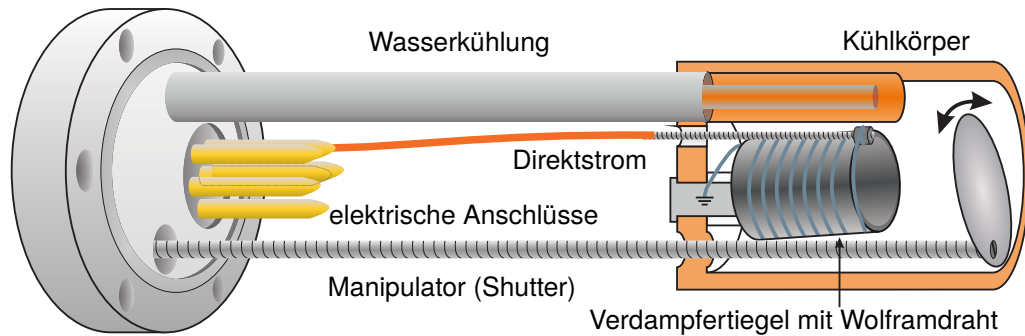 Wasserkühlung
Kühlkörper
Direktstrom
elektrische Anschlüsse
Manipulator (Shutter)
Verdampfertiegel mit Wolframdraht